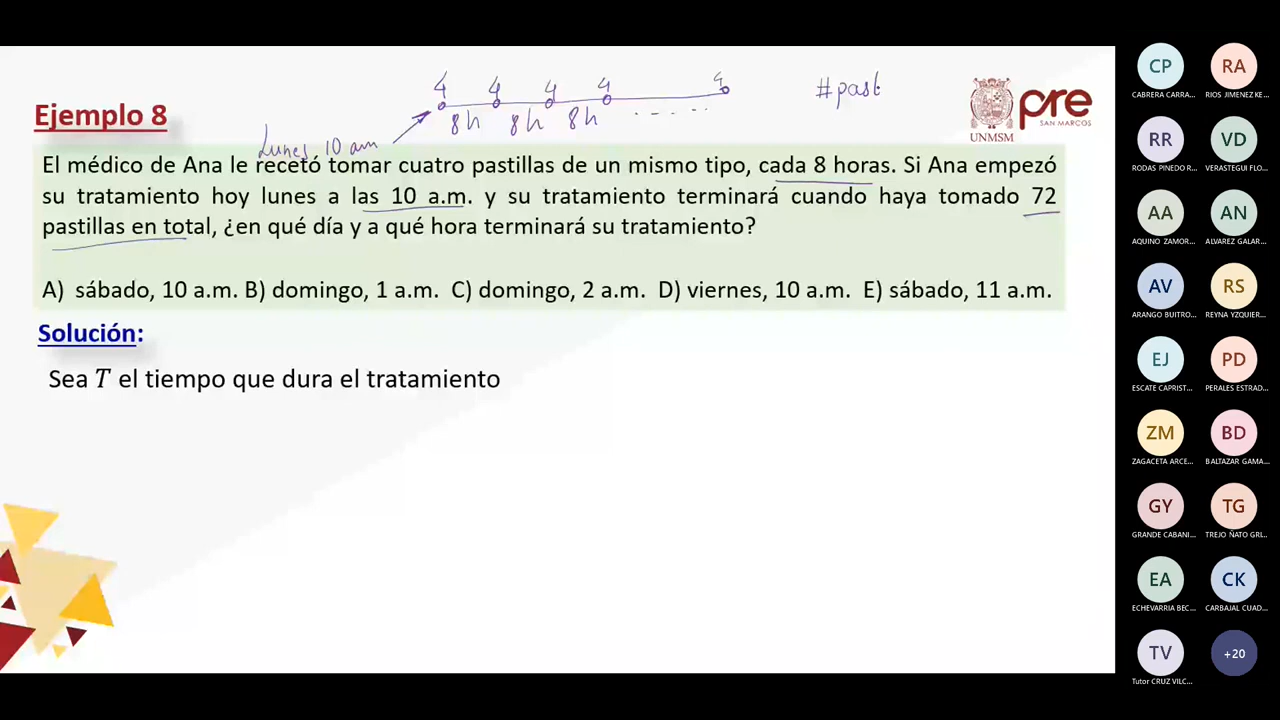 4 4 4 4 4
8h 8h 8h ......
#past
Lunes 10 am
pre
SAN MARCOS
UNMSM
Ejemplo 8
El médico de Ana le recetó tomar cuatro pastillas de un mismo tipo, cada 8 horas. Si Ana empezó
su tratamiento hoy lunes a las 10 a.m. y su tratamiento terminará cuando haya tomado 72
pastillas en total, ¿en qué día y a qué hora terminará su tratamiento?
A) sábado, 10 a.m. B) domingo, 1 a.m. C) domingo, 2 a.m. D) viernes, 10 a.m. E) sábado, 11 a.m.
Solución:
Sea T el tiempo que dura el tratamiento
CP RA
CABRERA CARRA... RIOS JIMENEZ KE...
RR VD
RODAS PINEDO R... VERASTEGUI FLO...
AA AN
AQUINO ZAMOR... ALVAREZ GALAR...
AV RS
ARANGO BUITRO... REYNA YZQUIER...
EJ PD
ESCATE CAPRIST... PERALES ESTRAD...
ZM BD
ZAGACETA ARCE... BALTAZAR GAMA...
GY TG
GRANDE CABANI... TREJO ÑATO GRL...
EA CK
ECHEVARRIA BEC... CARBAJAL CUAD...
TV +20
Tutor CRUZ VILC...